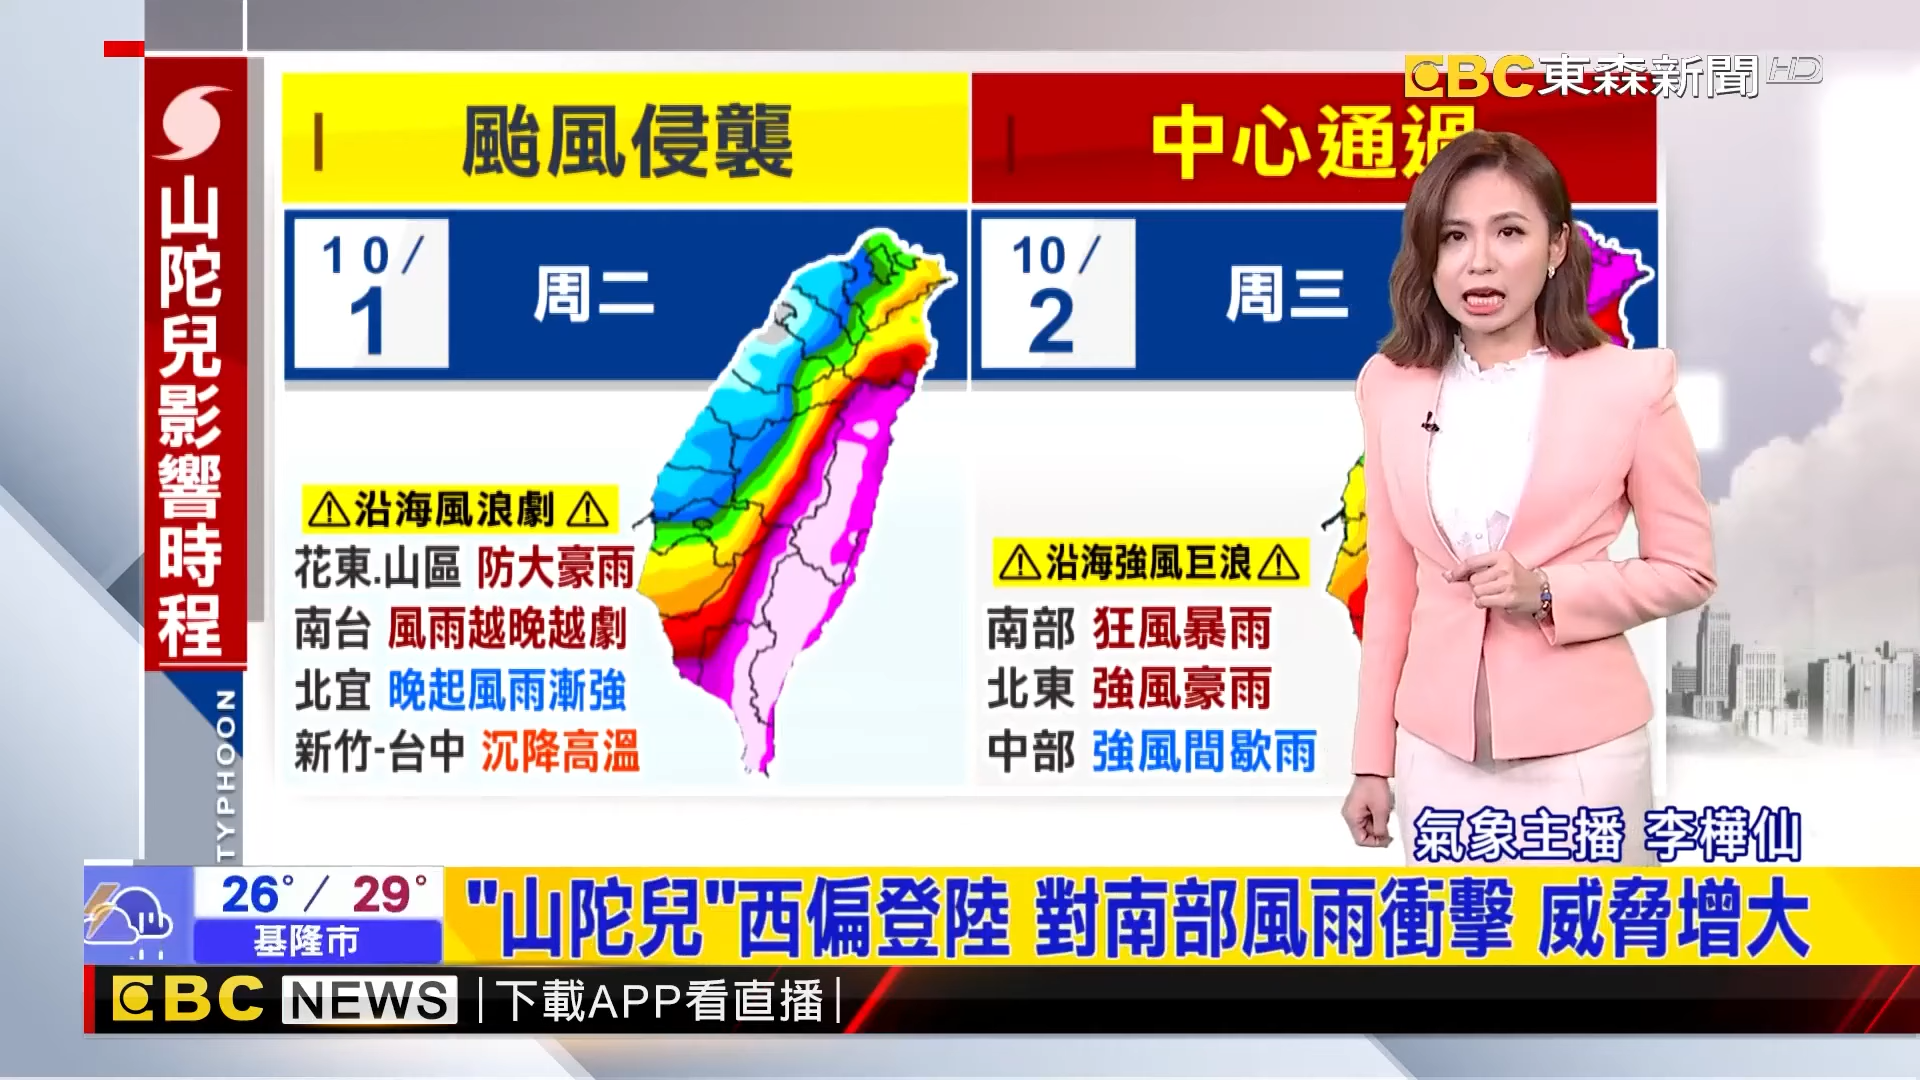 EBC東森新聞HD
山陀兒影響時程
TYPHOON
颱風侵襲
10/1
周二
⚠沿海風浪劇⚠
花東.山區 防大豪雨
南台 風雨越晚越劇
北宜 晚起風雨漸強
新竹-台中 沉降高溫
中心通過
10/2
周三
⚠沿海強風巨浪⚠
南部 狂風暴雨
北東 強風豪雨
中部 強風間歇雨
氣象主播 李樺仙
26°/ 29°
基隆市
"山陀兒"西偏登陸 對南部風雨衝擊 威脅增大
EBC NEWS |下載APP看直播|